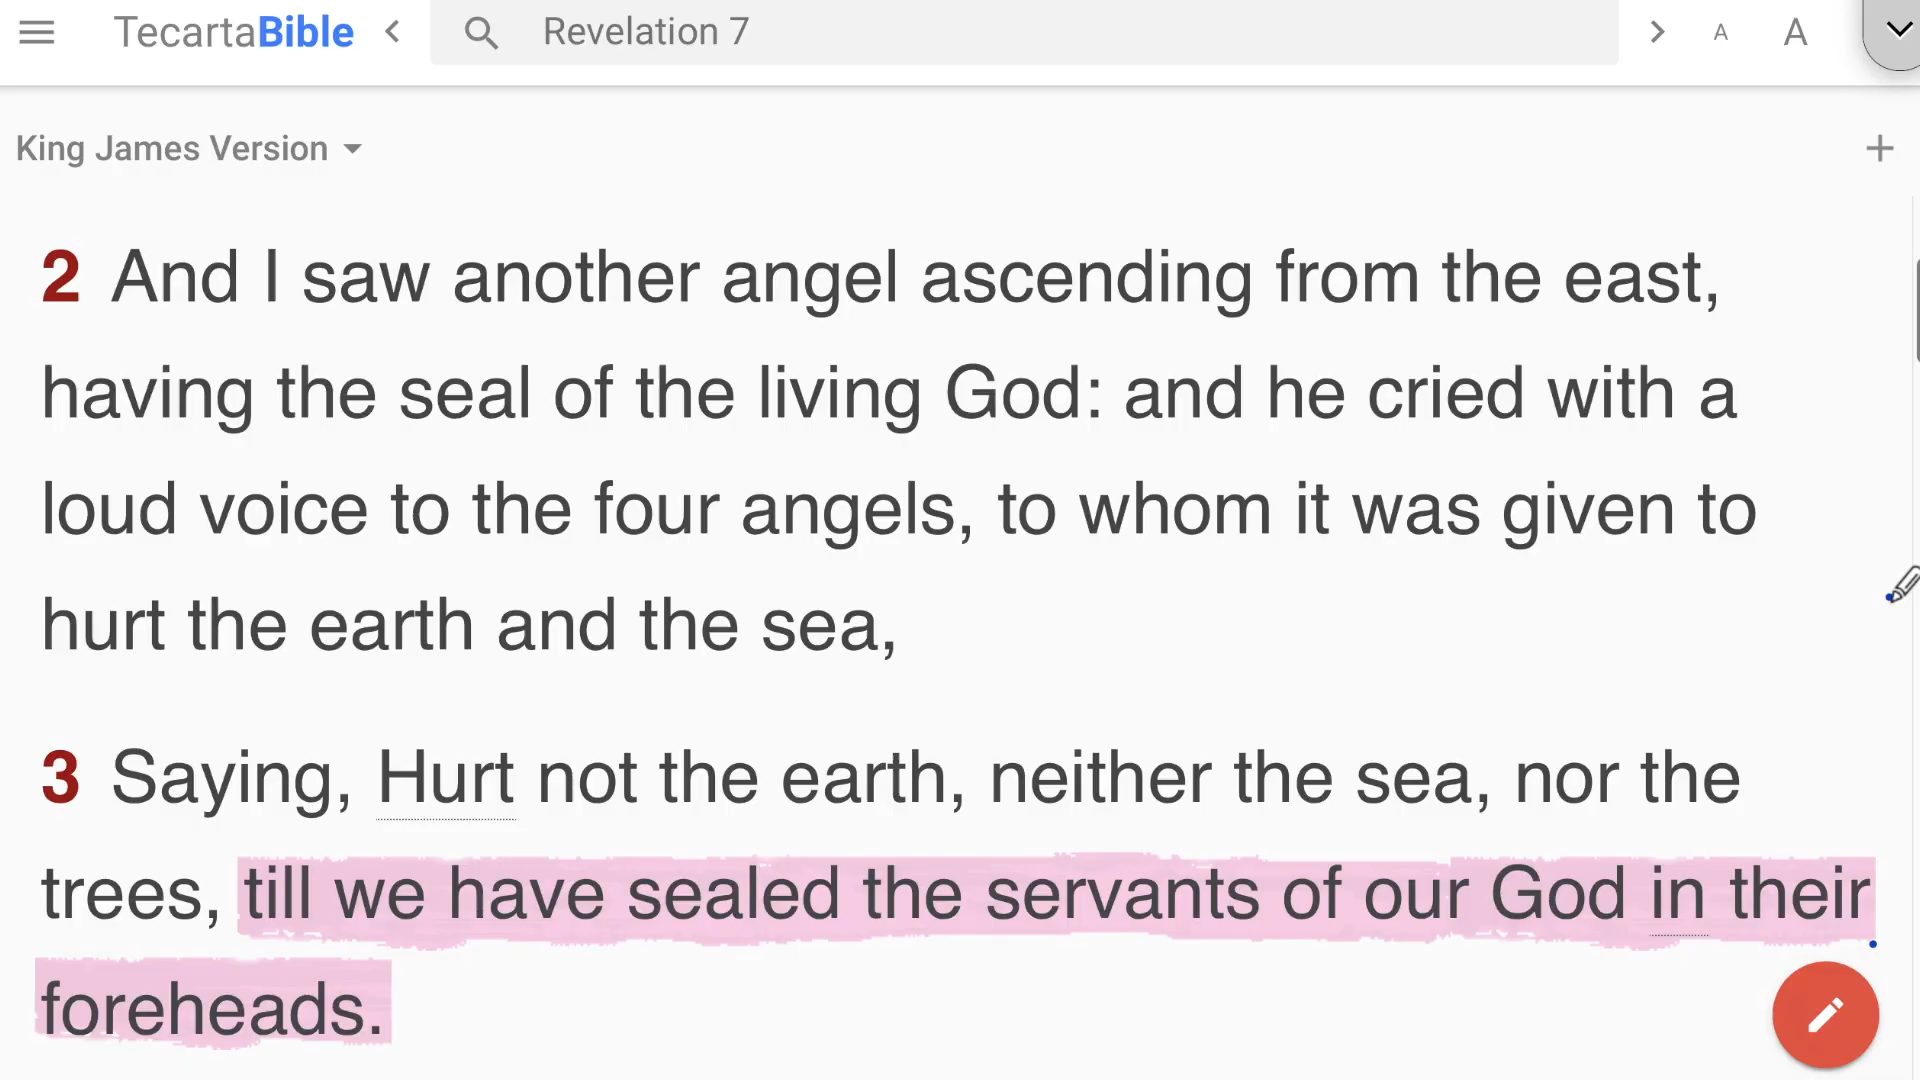 TecartaBible
Revelation 7
A A
King James Version
2 And I saw another angel ascending from the east,
having the seal of the living God: and he cried with a
loud voice to the four angels, to whom it was given to
hurt the earth and the sea,
3 Saying, Hurt not the earth, neither the sea, nor the
trees, till we have sealed the servants of our God in their
foreheads.